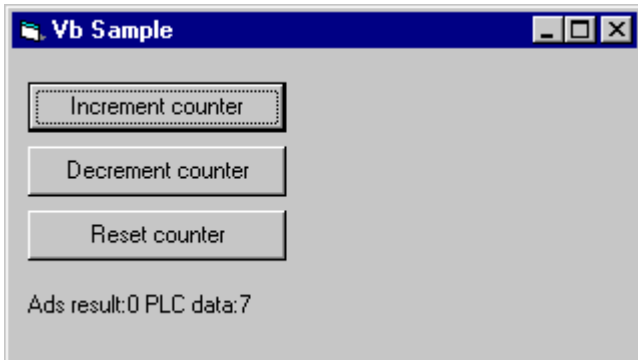 Vb Sample
Increment counter
Decrement counter
Reset counter
Ads result:0 PLC data:7